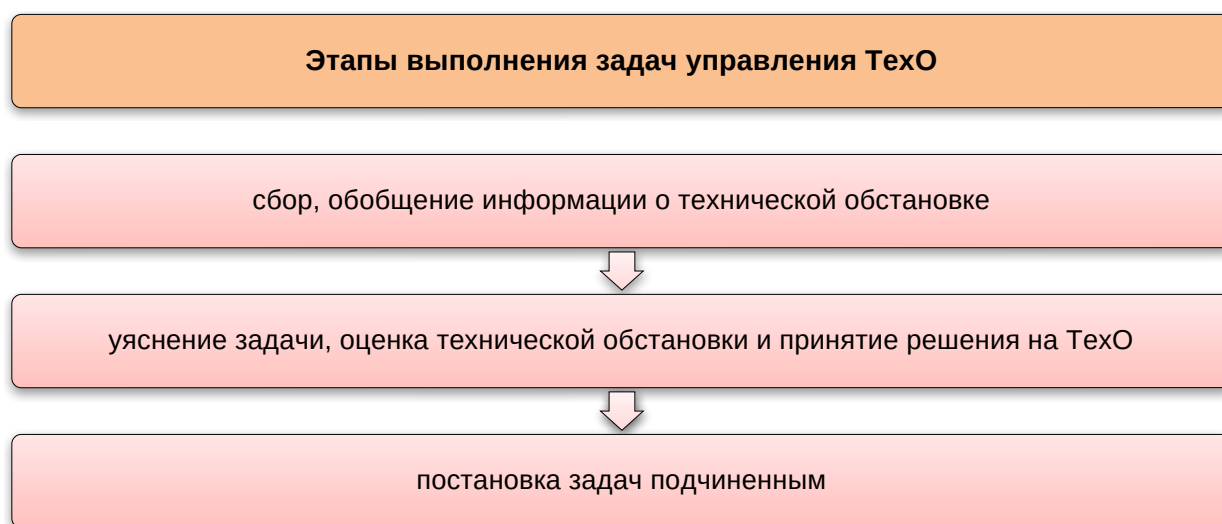 Этапы выполнения задач управления ТехО
сбор, обобщение информации о технической обстановке
уяснение задачи, оценка технической обстановки и принятие решения на ТехО
постановка задач подчиненным